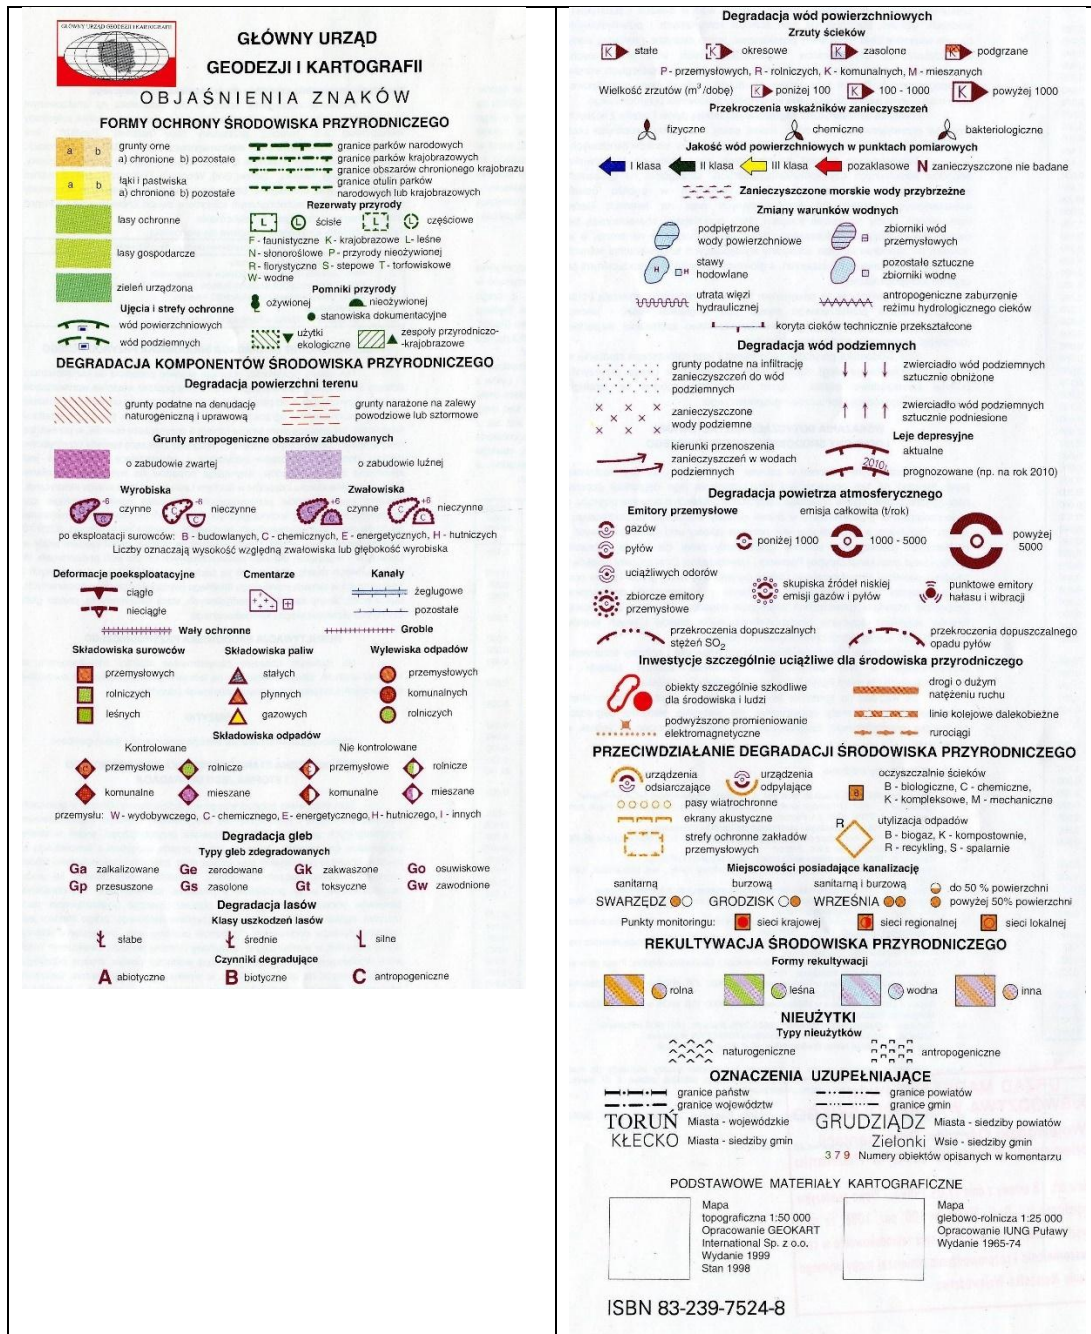 GŁÓWNY URZĄD GEODEZJI I KARTOGRAFII
GŁÓWNY URZĄD
GEODEZJI I KARTOGRAFII
OBJAŚNIENIA ZNAKÓW
FORMY OCHRONY ŚRODOWISKA PRZYRODNICZEGO
a b grunty orne
a) chronione b) pozostałe
a b łąki i pastwiska
a) chronione b) pozostałe
lasy ochronne
lasy gospodarcze
zieleń urządzona
Ujęcia i strefy ochronne
wód powierzchniowych
wód podziemnych
granice parków narodowych
granice parków krajobrazowych
granice obszarów chronionego krajobrazu
granice otulin parków
narodowych lub krajobrazowych
Rezerwaty przyrody
L L ścisłe L L częściowe
F - faunistyczne K - krajobrazowe L - leśne
N - słonoroślowe P - przyrody nieożywionej
R - florystyczne S - stepowe T - torfowiskowe
W - wodne
Pomniki przyrody
ożywionej nieożywionej
stanowiska dokumentacyjne
użytki
ekologiczne
zespoły przyrodniczo-
-krajobrazowe
DEGRADACJA KOMPONENTÓW ŚRODOWISKA PRZYRODNICZEGO
Degradacja powierzchni terenu
grunty podatne na denudację
naturogeniczną i uprawową
grunty narażone na zalewy
powodziowe lub sztormowe
Grunty antropogeniczne obszarów zabudowanych
o zabudowie zwartej o zabudowie luźnej
Wyrobiska Zwałowiska
C -6 C czynne C -6 C nieczynne C +6 C czynne C +6 C nieczynne
po eksploatacji surowców: B - budowlanych, C - chemicznych, E - energetycznych, H - hutniczych
Liczby oznaczają wysokość względną zwałowiska lub głębokość wyrobiska
Deformacje poeksploatacyjne Cmentarze Kanały
ciągłe żeglugowe
nieciągłe pozostałe
Wały ochronne Groble
Składowiska surowców Składowiska paliw Wylewiska odpadów
przemysłowych stałych przemysłowych
rolniczych płynnych komunalnych
leśnych gazowych rolniczych
Składowiska odpadów
Kontrolowane Nie kontrolowane
C przemysłowe rolnicze C przemysłowe rolnicze
komunalne mieszane komunalne mieszane
przemysłu: W - wydobywczego, C - chemicznego, E - energetycznego, H - hutniczego, I - innych
Degradacja gleb
Typy gleb zdegradowanych
Ga zalkalizowane Ge zerodowane Gk zakwaszone Go osuwiskowe
Gp przesuszone Gs zasolone Gt toksyczne Gw zawodnione
Degradacja lasów
Klasy uszkodzeń lasów
słabe średnie silne
Czynniki degradujące
A abiotyczne B biotyczne C antropogeniczne
Degradacja wód powierzchniowych
Zrzuty ścieków
K stałe K okresowe K zasolone K podgrzane
P - przemysłowych, R - rolniczych, K - komunalnych, M - mieszanych
Wielkość zrzutów (m³/dobę) K poniżej 100 K 100 - 1000 K powyżej 1000
Przekroczenia wskaźników zanieczyszczeń
fizyczne chemiczne bakteriologiczne
Jakość wód powierzchniowych w punktach pomiarowych
I klasa II klasa III klasa pozaklasowe N zanieczyszczone nie badane
Zanieczyszczone morskie wody przybrzeżne
Zmiany warunków wodnych
podpiętrzone
wody powierzchniowe
zbiorniki wód
przemysłowych
H H stawy
hodowlane
pozostałe sztuczne
zbiorniki wodne
utrata więzi
hydraulicznej
antropogeniczne zaburzenie
reżimu hydrologicznego cieków
koryta cieków technicznie przekształcone
Degradacja wód podziemnych
grunty podatne na infiltrację
zanieczyszczeń do wód
podziemnych
zwierciadło wód podziemnych
sztucznie obniżone
zanieczyszczone
wody podziemne
zwierciadło wód podziemnych
sztucznie podniesione
kierunki przenoszenia
zanieczyszczeń w wodach
podziemnych
Leje depresyjne
aktualne
2010 prognozowane (np. na rok 2010)
Degradacja powietrza atmosferycznego
Emitory przemysłowe emisja całkowita (t/rok)
gazów
pyłów
poniżej 1000 1000 - 5000 powyżej
5000
uciążliwych odorów
zbiorcze emitory
przemysłowe
skupiska źródeł niskiej
emisji gazów i pyłów
punktowe emitory
hałasu i wibracji
przekroczenia dopuszczalnych
stężeń SO₂
przekroczenia dopuszczalnego
opadu pyłów
Inwestycje szczególnie uciążliwe dla środowiska przyrodniczego
obiekty szczególnie szkodliwe
dla środowiska i ludzi
drogi o dużym
natężeniu ruchu
podwyższone promieniowanie
elektromagnetyczne
linie kolejowe dalekobieżne
rurociągi
PRZECIWDZIAŁANIE DEGRADACJI ŚRODOWISKA PRZYRODNICZEGO
urządzenia
odsiarczające
urządzenia
odpylające
oczyszczalnie ścieków
B - biologiczne, C - chemiczne,
K - kompleksowe, M - mechaniczne
pasy wiatrochronne
ekrany akustyczne
strefy ochronne zakładów
przemysłowych
R utylizacja odpadów
B - biogaz, K - kompostownie,
R - recykling, S - spalarnie
Miejscowości posiadające kanalizację
sanitarną burzową sanitarną i burzową do 50 % powierzchni
SWARZĘDZ GRODZISK WRZEŚNIA powyżej 50% powierzchni
Punkty monitoringu: sieci krajowej sieci regionalnej sieci lokalnej
REKULTYWACJA ŚRODOWISKA PRZYRODNICZEGO
Formy rekultywacji
rolna leśna wodna inna
NIEUŻYTKI
Typy nieużytków
naturogeniczne antropogeniczne
OZNACZENIA UZUPEŁNIAJĄCE
granice państw granice powiatów
granice województw granice gmin
TORUŃ Miasta - wojewódzkie GRUDZIĄDZ Miasta - siedziby powiatów
KŁECKO Miasta - siedziby gmin Zielonki Wsie - siedziby gmin
3 7 9 Numery obiektów opisanych w komentarzu
PODSTAWOWE MATERIAŁY KARTOGRAFICZNE
Mapa
topograficzna 1:50 000
Opracowanie GEOKART
International Sp. z o.o.
Wydanie 1999
Stan 1998
Mapa
glebowo-rolnicza 1:25 000
Opracowanie IUNG Puławy
Wydanie 1965-74
ISBN 83-239-7524-8